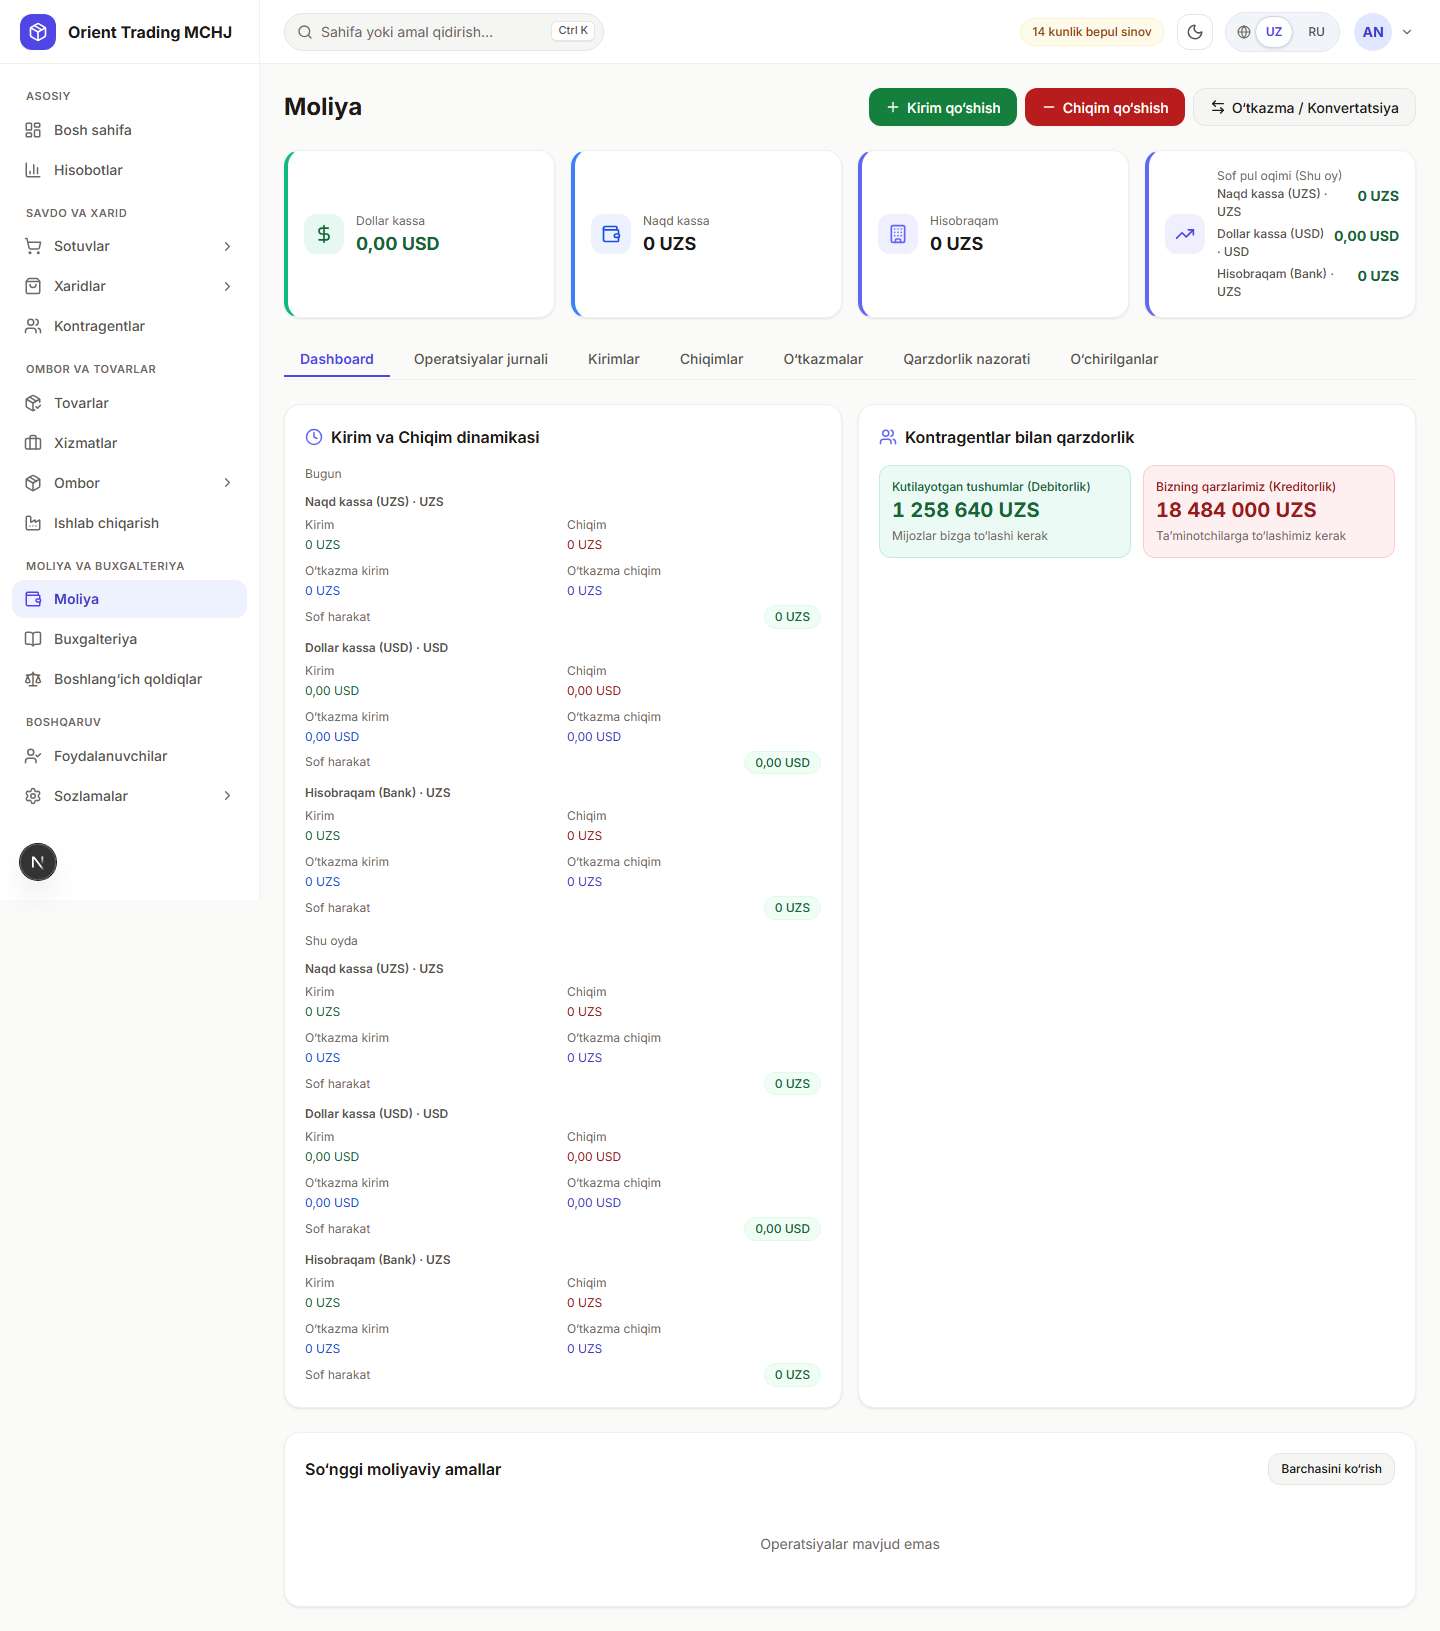 Orient Trading MCHJ
Sahifa yoki amal qidirish...
Ctrl K
14 kunlik bepul sinov
UZ
RU
AN
ASOSIY
Bosh sahifa
Hisobotlar
SAVDO VA XARID
Sotuvlar
Xaridlar
Kontragentlar
OMBOR VA TOVARLAR
Tovarlar
Xizmatlar
Ombor
Ishlab chiqarish
MOLIYA VA BUXGALTERIYA
Moliya
Buxgalteriya
Boshlang‘ich qoldiqlar
BOSHQARUV
Foydalanuvchilar
Sozlamalar
N
Moliya
Kirim qo‘shish
Chiqim qo‘shish
O‘tkazma / Konvertatsiya
Dollar kassa
0,00 USD
Naqd kassa
0 UZS
Hisobraqam
0 UZS
Sof pul oqimi (Shu oy)
Naqd kassa (UZS) ·
UZS
0 UZS
Dollar kassa (USD)
· USD
0,00 USD
Hisobraqam (Bank) ·
UZS
0 UZS
Dashboard
Operatsiyalar jurnali
Kirimlar
Chiqimlar
O‘tkazmalar
Qarzdorlik nazorati
O‘chirilganlar
Kirim va Chiqim dinamikasi
Bugun
Naqd kassa (UZS) · UZS
Kirim
Chiqim
0 UZS
0 UZS
O‘tkazma kirim
O‘tkazma chiqim
0 UZS
0 UZS
Sof harakat
0 UZS
Dollar kassa (USD) · USD
Kirim
Chiqim
0,00 USD
0,00 USD
O‘tkazma kirim
O‘tkazma chiqim
0,00 USD
0,00 USD
Sof harakat
0,00 USD
Hisobraqam (Bank) · UZS
Kirim
Chiqim
0 UZS
0 UZS
O‘tkazma kirim
O‘tkazma chiqim
0 UZS
0 UZS
Sof harakat
0 UZS
Shu oyda
Naqd kassa (UZS) · UZS
Kirim
Chiqim
0 UZS
0 UZS
O‘tkazma kirim
O‘tkazma chiqim
0 UZS
0 UZS
Sof harakat
0 UZS
Dollar kassa (USD) · USD
Kirim
Chiqim
0,00 USD
0,00 USD
O‘tkazma kirim
O‘tkazma chiqim
0,00 USD
0,00 USD
Sof harakat
0,00 USD
Hisobraqam (Bank) · UZS
Kirim
Chiqim
0 UZS
0 UZS
O‘tkazma kirim
O‘tkazma chiqim
0 UZS
0 UZS
Sof harakat
0 UZS
Kontragentlar bilan qarzdorlik
Kutilayotgan tushumlar (Debitorlik)
1 258 640 UZS
Mijozlar bizga to‘lashi kerak
Bizning qarzlarimiz (Kreditorlik)
18 484 000 UZS
Ta’minotchilarga to‘lashimiz kerak
So‘nggi moliyaviy amallar
Barchasini ko‘rish
Operatsiyalar mavjud emas